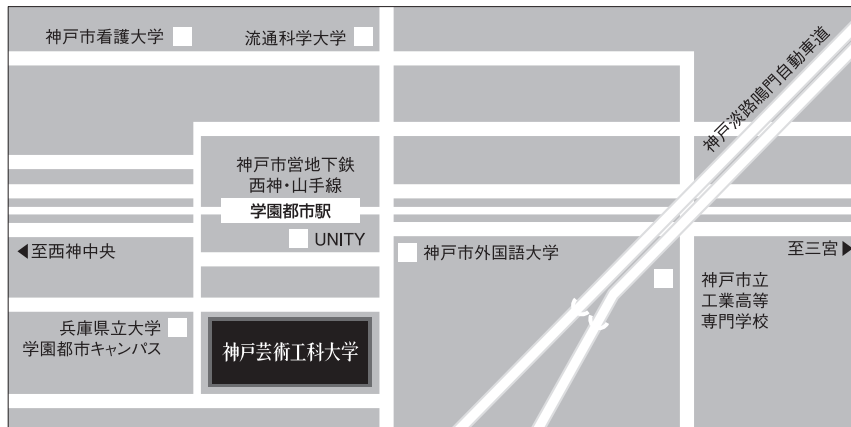 神戸市看護大学
流通科学大学
神戸淡路鳴門自動車道
神戸市営地下鉄
西神・山手線
学園都市駅
UNITY
◀至西神中央
神戸市外国語大学
至三宮▶
神戸市立
工業高等
専門学校
兵庫県立大学
学園都市キャンパス
神戸芸術工科大学